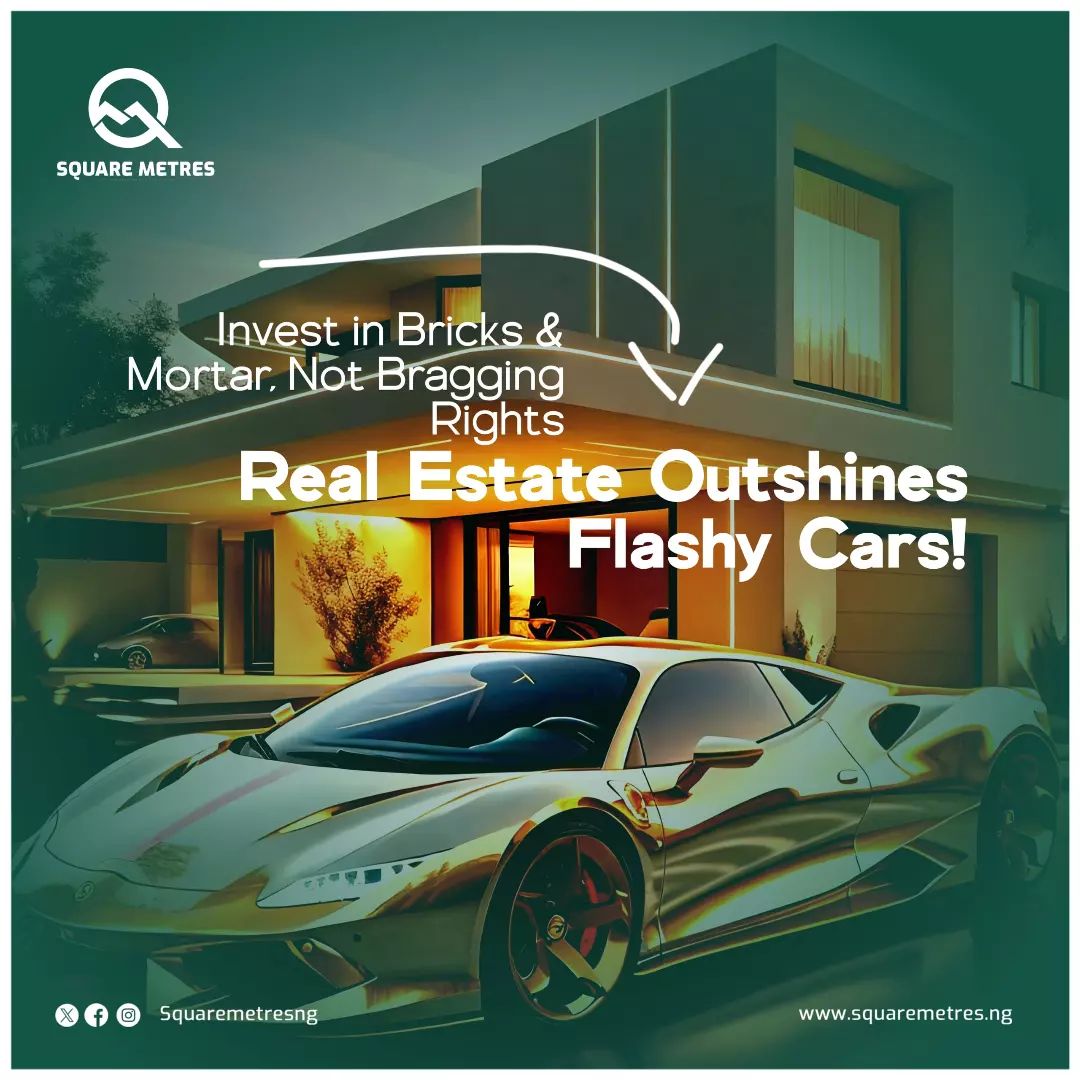 SQUARE METRES
Invest in Bricks &
Mortar, Not Bragging
Rights
Real Estate Outshines
Flashy Cars!
Squaremetresng
www.squaremetres.ng